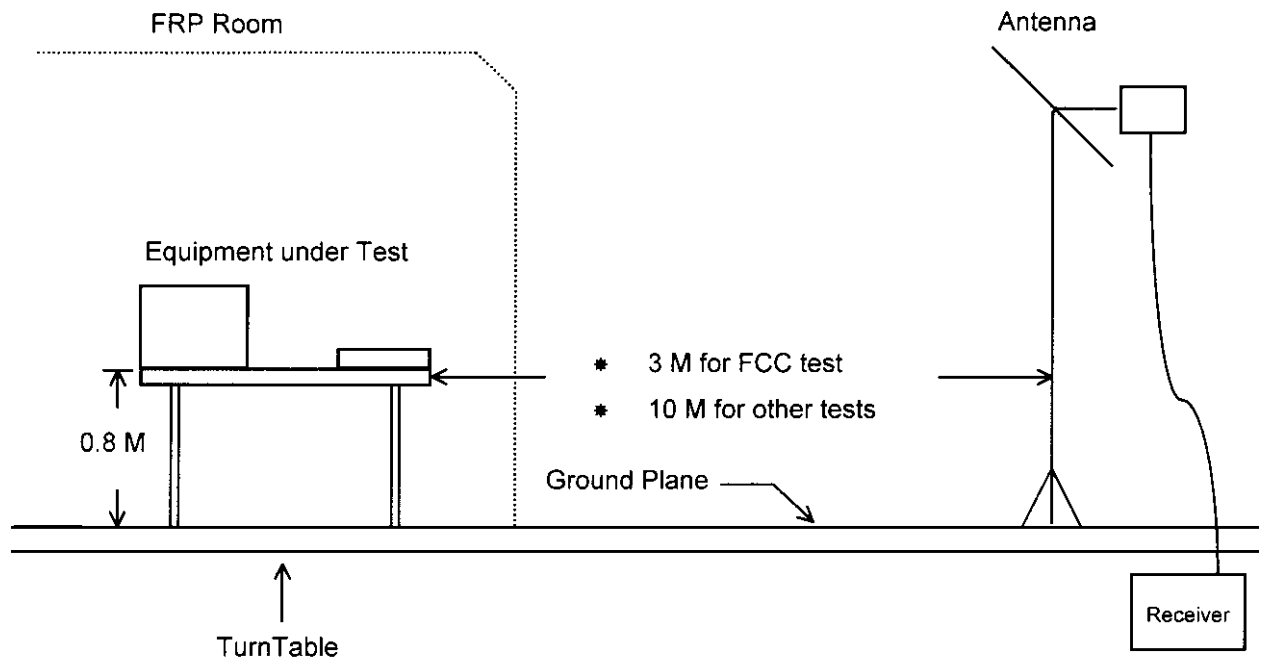 FRP Room
Antenna
Equipment under Test
* 3 M for FCC test
* 10 M for other tests
0.8 M
Ground Plane
Receiver
TurnTable